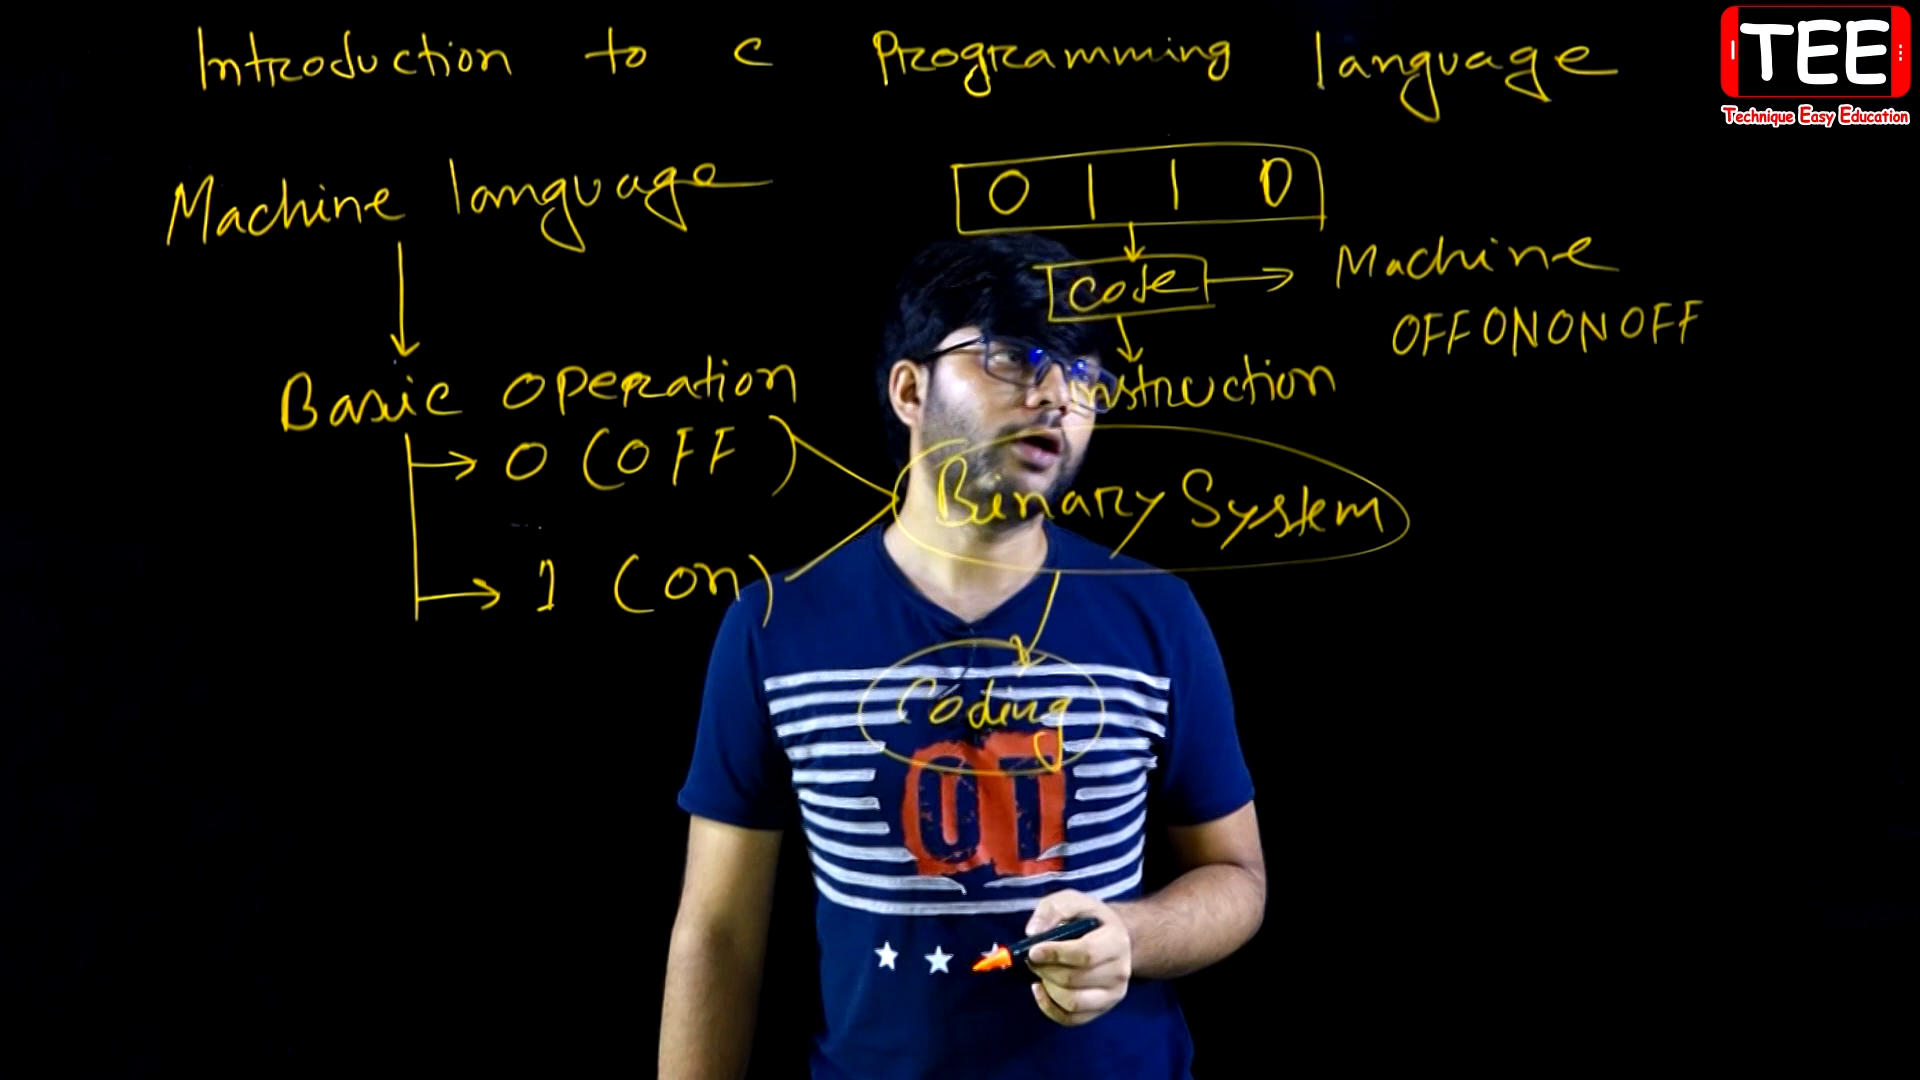 Introduction to C Programming language
TEE
Technique Easy Education
Machine language
0 1 1 0
code
Machine
OFF ON ON OFF
instruction
Basic operation
0 (OFF)
1 (on)
Binary System
Coding
UT